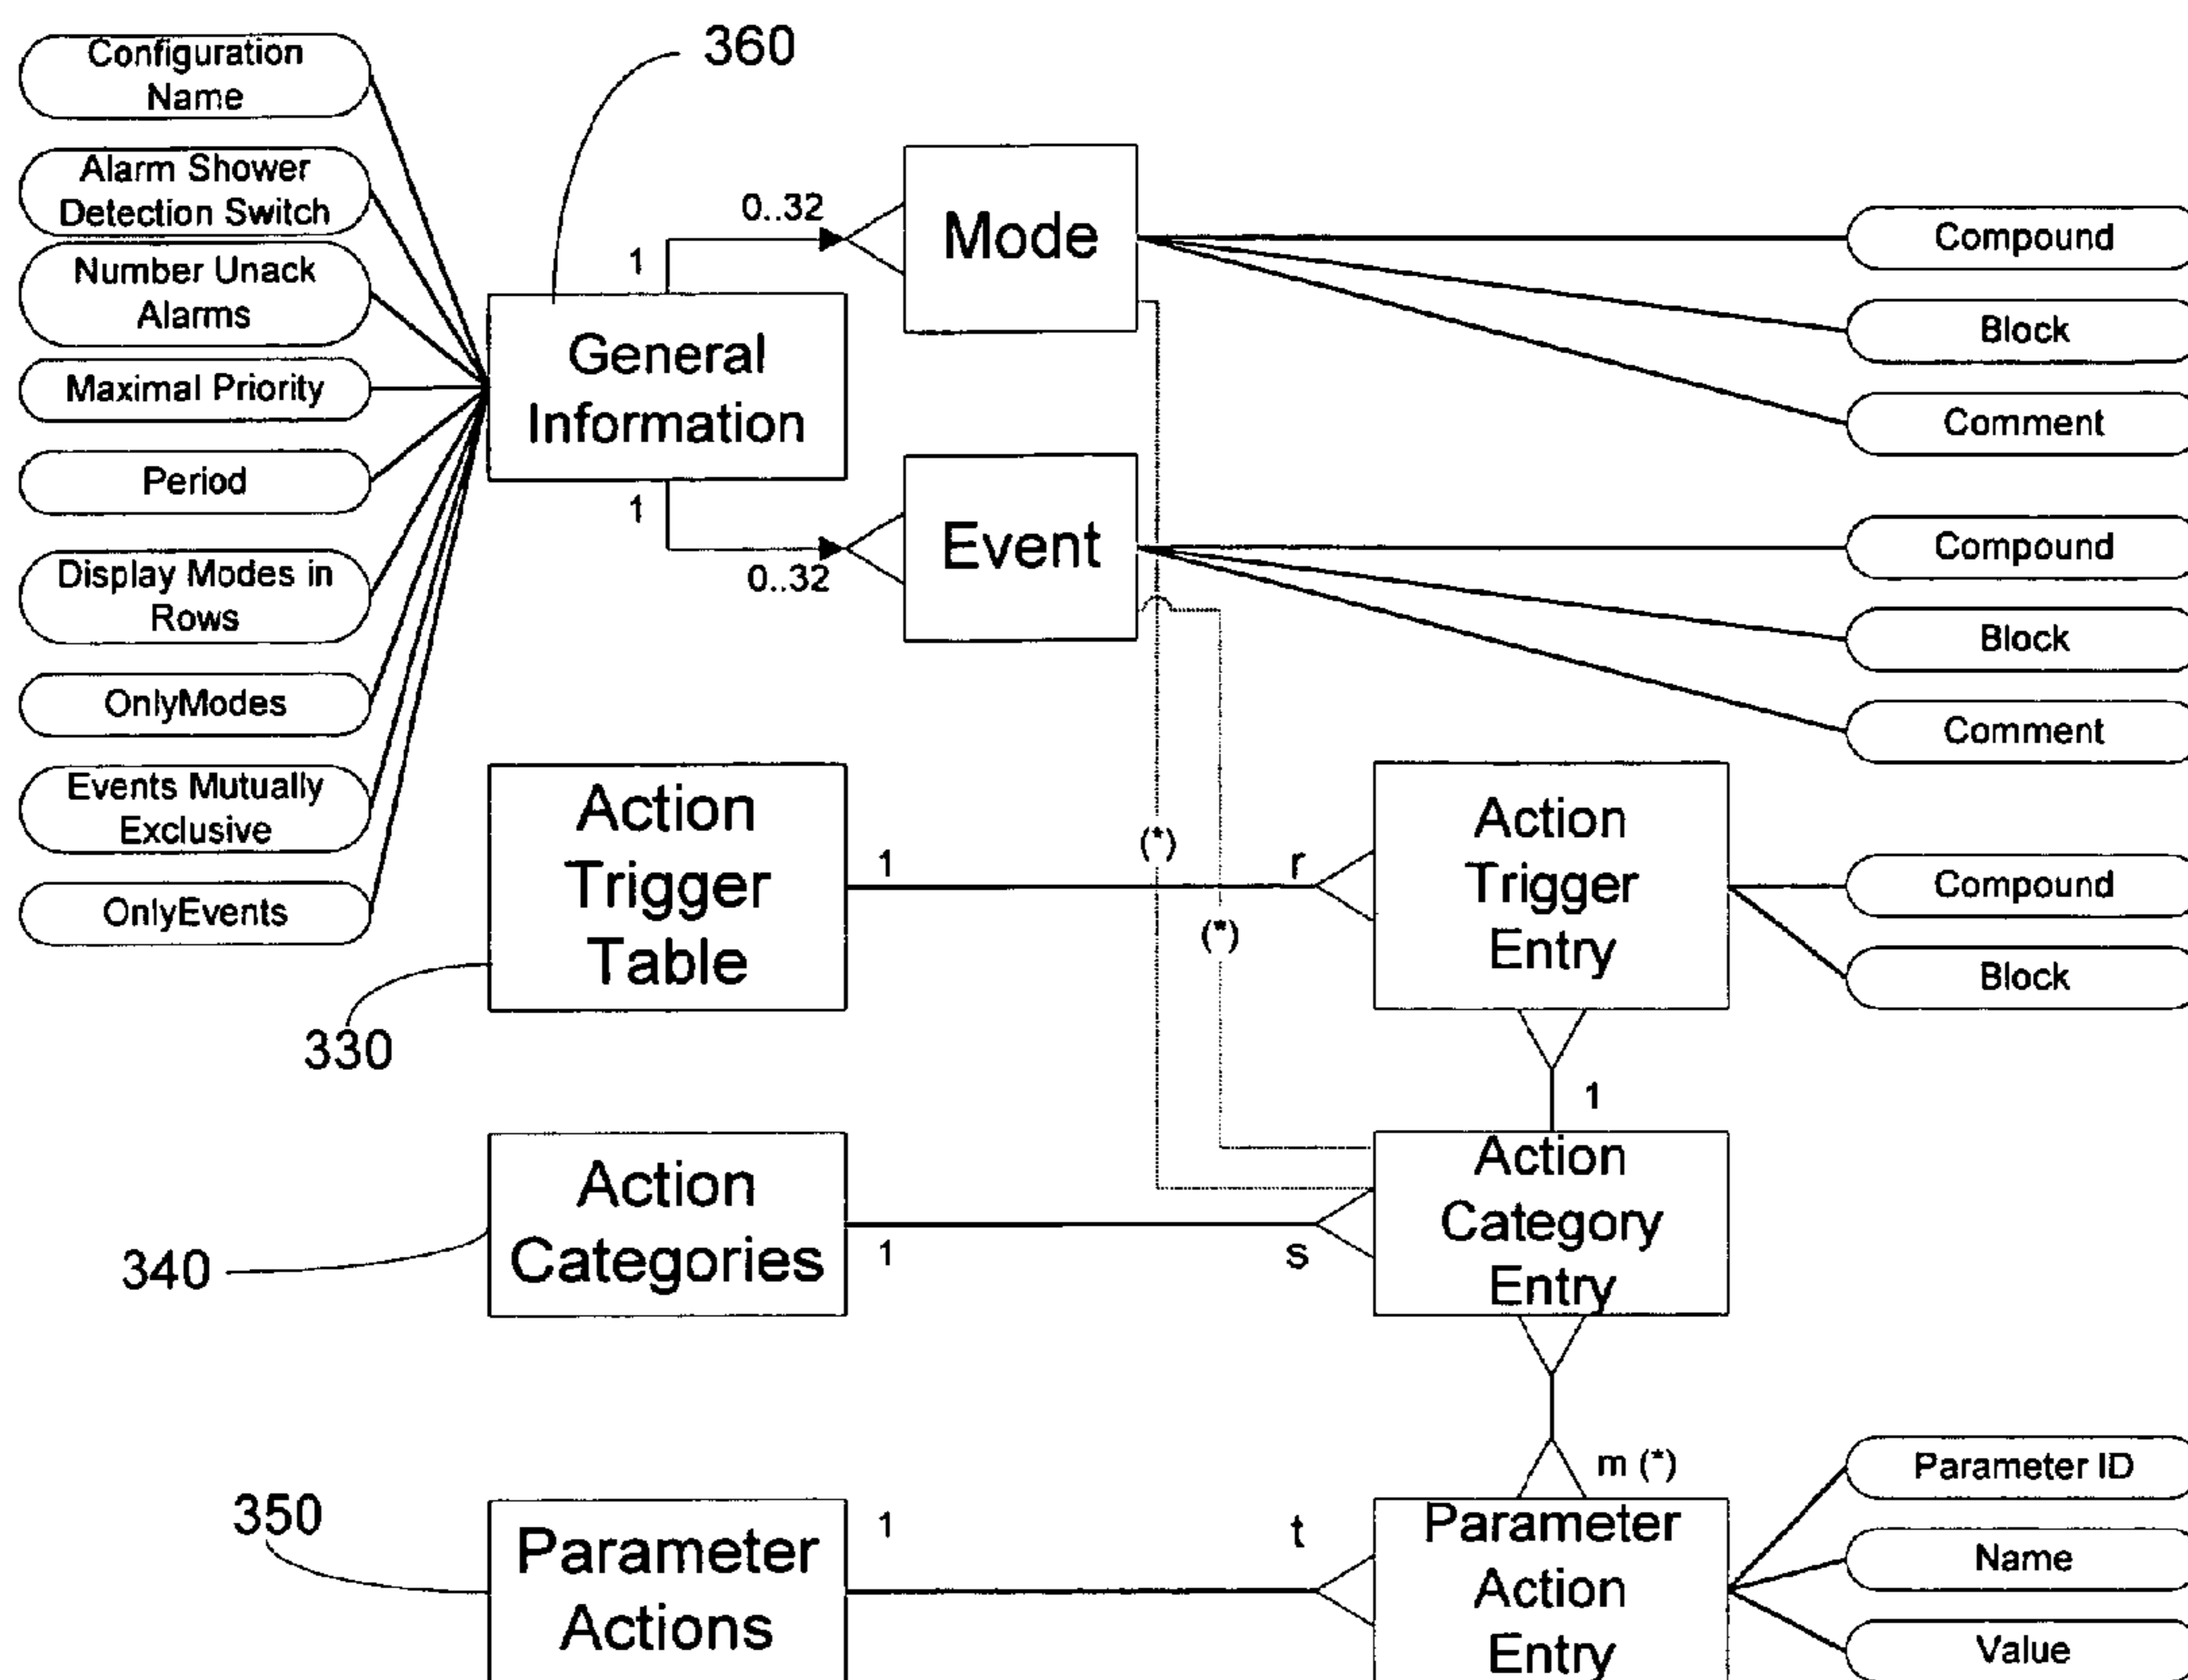 360
Configuration
Name
Alarm Shower
Detection Switch
Number Unack
Alarms
Maximal Priority
Period
Display Modes in
Rows
OnlyModes
Events Mutually
Exclusive
OnlyEvents
General
Information
1
0..32
Mode
Compound
Block
Comment
1
0..32
Event
Compound
Block
Comment
Action
Trigger
Table
330
1
r
(*)
(*)
Action
Trigger
Entry
Compound
Block
1
Action
Categories
340
1
s
Action
Category
Entry
m (*)
350
Parameter
Actions
1
t
Parameter
Action
Entry
Parameter ID
Name
Value